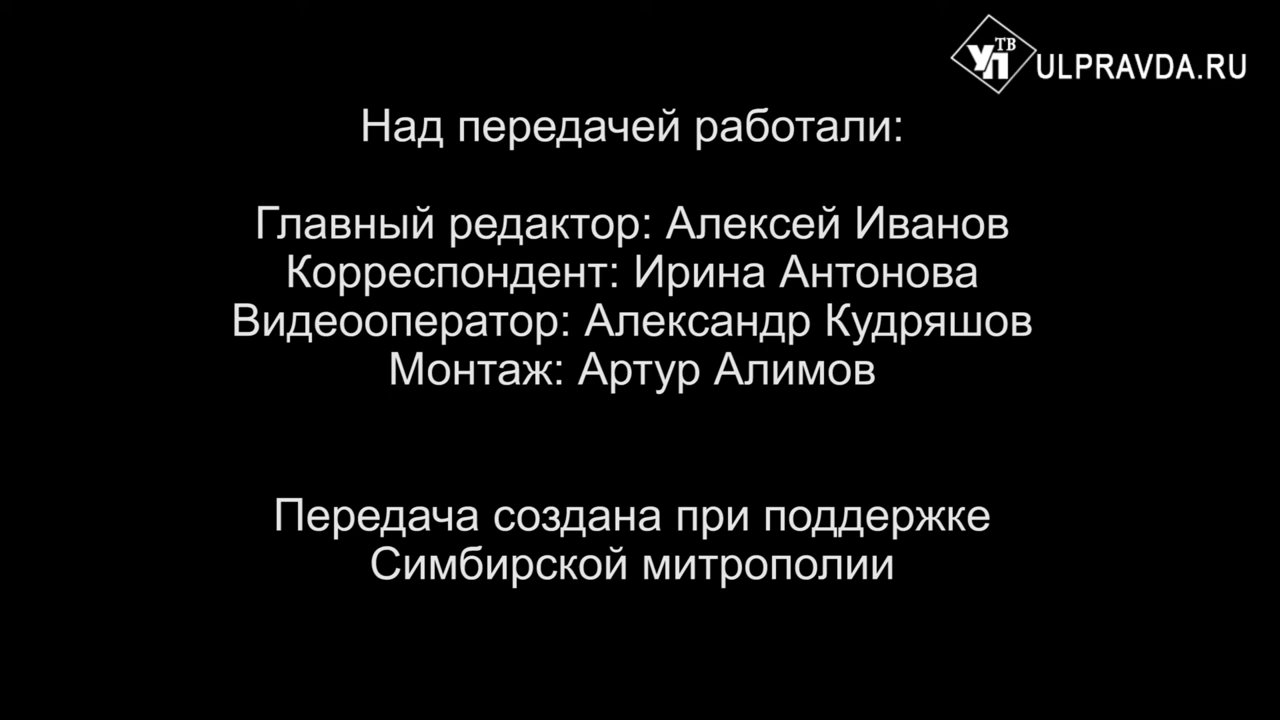 ТВ
УП
ULPRAVDA.RU
Над передачей работали:
Главный редактор: Алексей Иванов
Корреспондент: Ирина Антонова
Видеооператор: Александр Кудряшов
Монтаж: Артур Алимов
Передача создана при поддержке
Симбирской митрополии